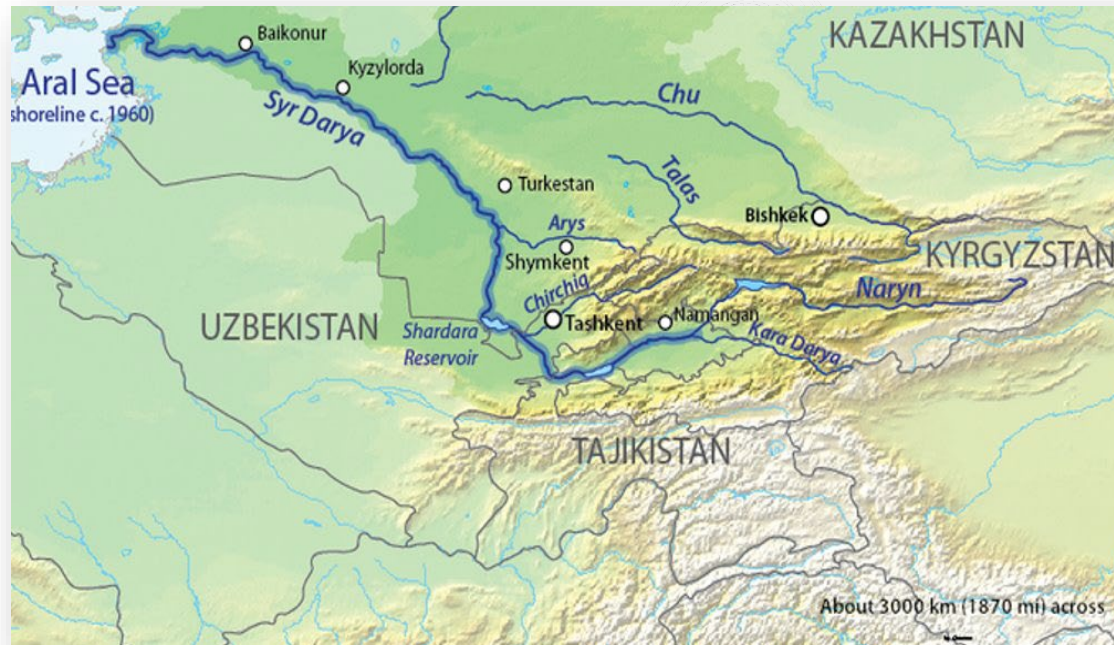 KAZAKHSTAN
Baikonur
Aral Sea
shoreline c. 1960)
Kyzylorda
Syr Darya
Chu
Talas
Turkestan
Bishkek
Arys
Shymkent
KYRGYZSTAN
Chirchiq
Naryn
Tashkent
Namangan
UZBEKISTAN
Shardara
Reservoir
Kara Darya
TAJIKISTAN
About 3000 km (1870 mi) across